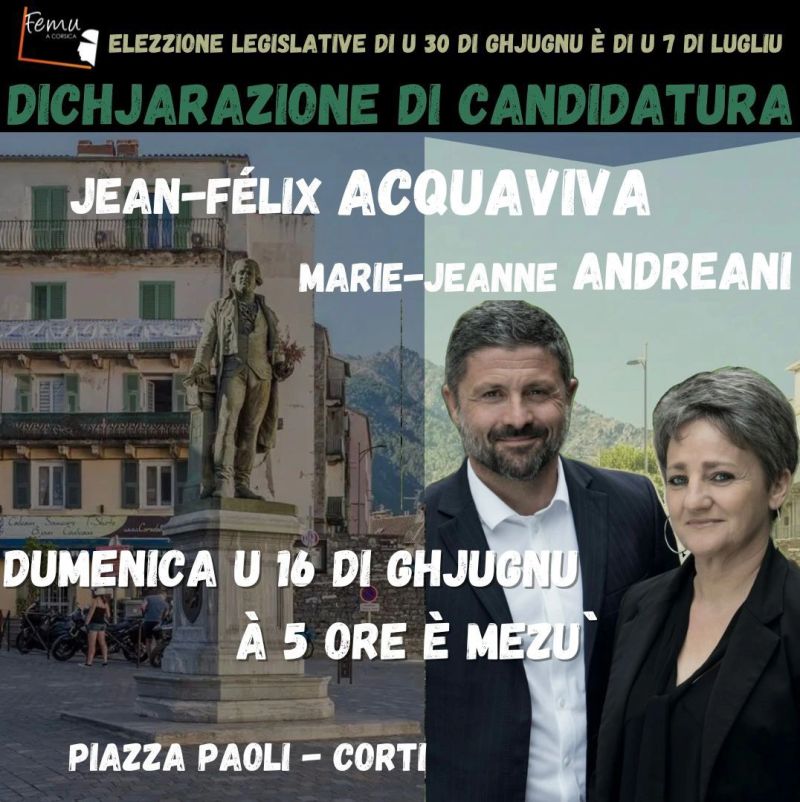 Femu
A CORSICA
ELEZZIONE LEGISLATIVE DI U 30 DI GHJUGNU È DI U 7 DI LUGLIU
DICHJARAZIONE DI CANDIDATURA
JEAN-FÉLIX ACQUAVIVA
MARIE-JEANNE ANDREANI
DUMENICA U 16 DI GHJUGNU
À 5 ORE È MEZU`
PIAZZA PAOLI - CORTI